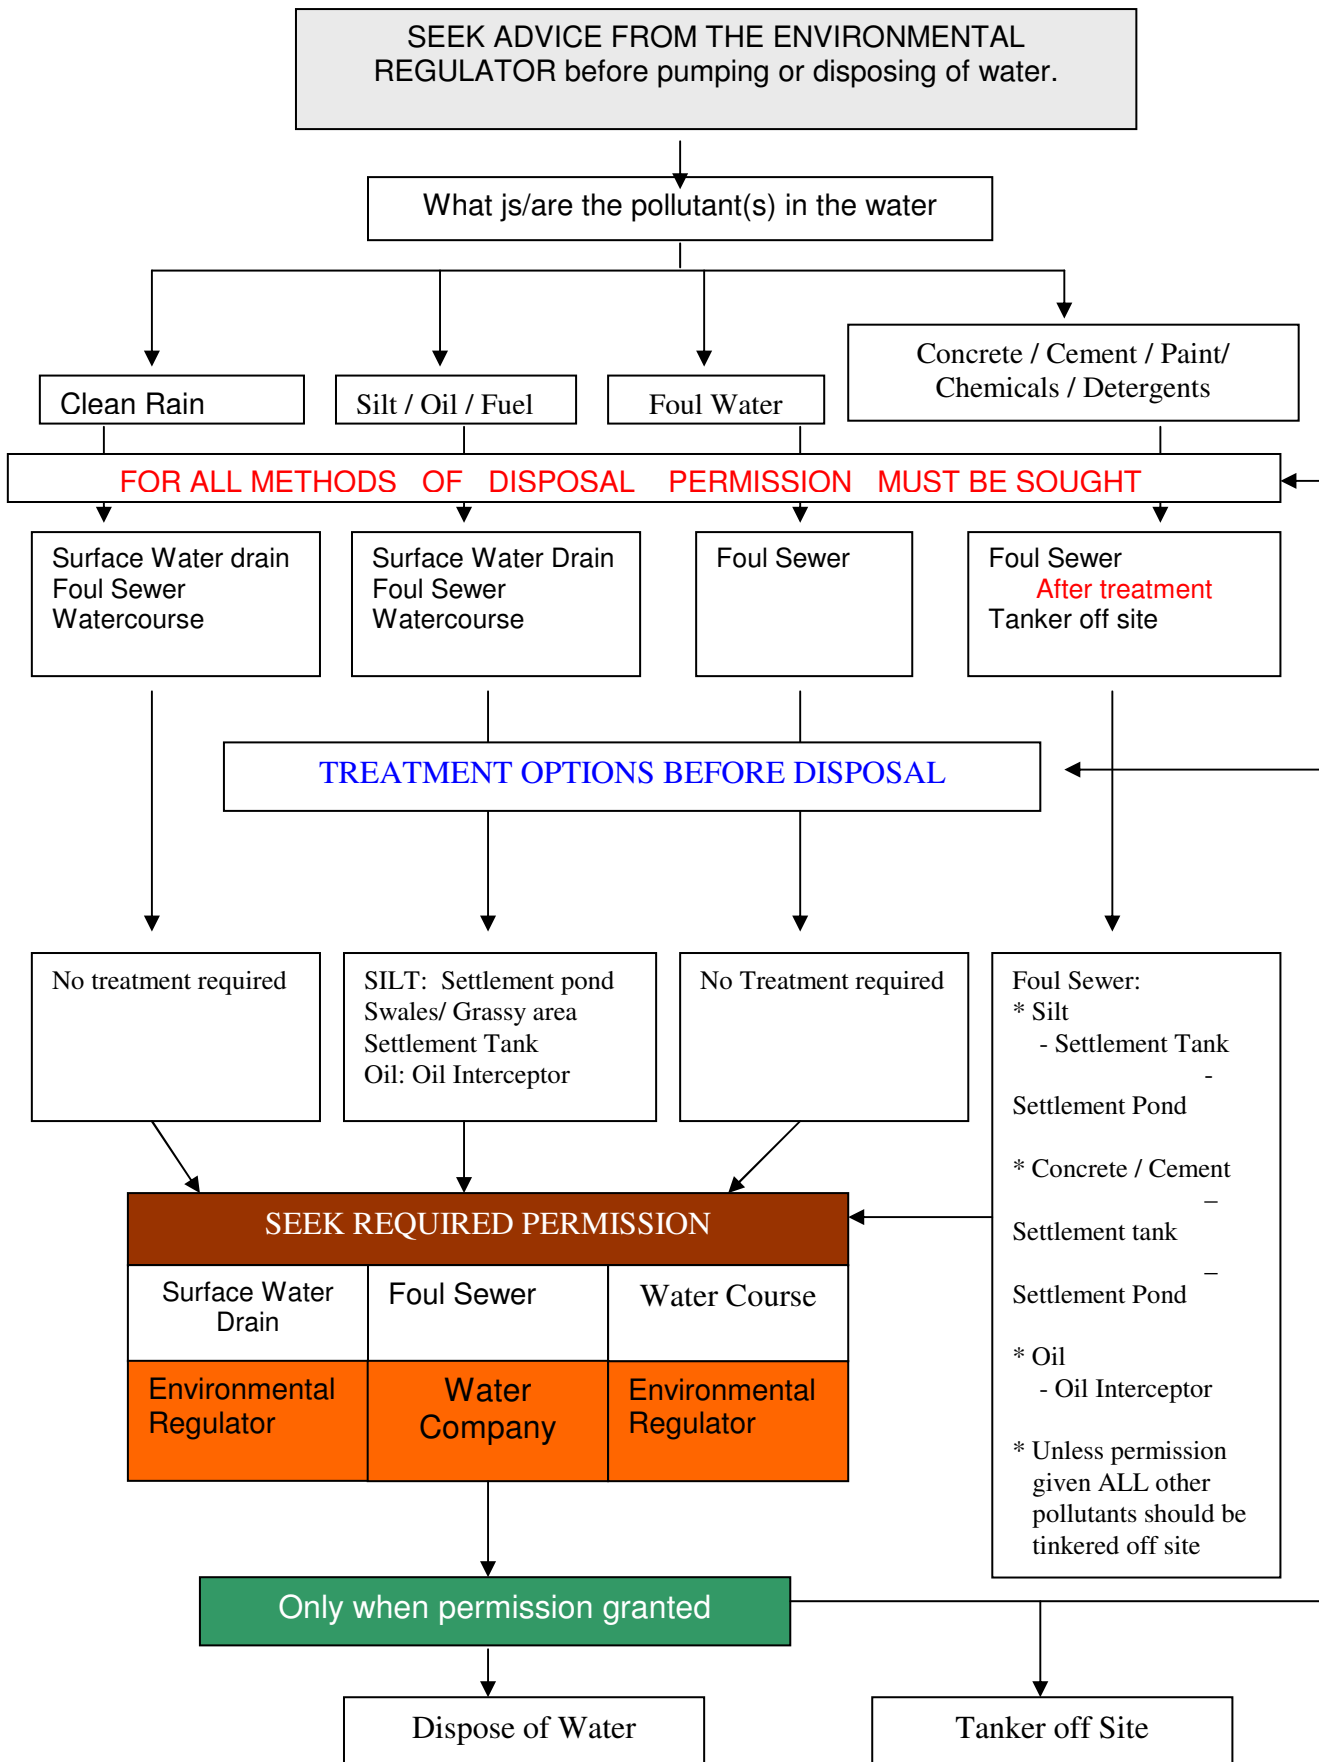 SEEK ADVICE FROM THE ENVIRONMENTAL
REGULATOR before pumping or disposing of water.
What js/are the pollutant(s) in the water
Clean Rain
Silt / Oil / Fuel
Foul Water
Concrete / Cement / Paint/
Chemicals / Detergents
FOR ALL METHODS OF DISPOSAL PERMISSION MUST BE SOUGHT
Surface Water drain
Foul Sewer
Watercourse
Surface Water Drain
Foul Sewer
Watercourse
Foul Sewer
Foul Sewer
After treatment
Tanker off site
TREATMENT OPTIONS BEFORE DISPOSAL
No treatment required
SILT: Settlement pond
Swales/ Grassy area
Settlement Tank
Oil: Oil Interceptor
No Treatment required
Foul Sewer:
* Silt
- Settlement Tank
-
Settlement Pond
* Concrete / Cement
–
Settlement tank
–
Settlement Pond
* Oil
- Oil Interceptor
* Unless permission
given ALL other
pollutants should be
tinkered off site
SEEK REQUIRED PERMISSION
Surface Water
Drain
Foul Sewer
Water Course
Environmental
Regulator
Water
Company
Environmental
Regulator
Only when permission granted
Dispose of Water
Tanker off Site